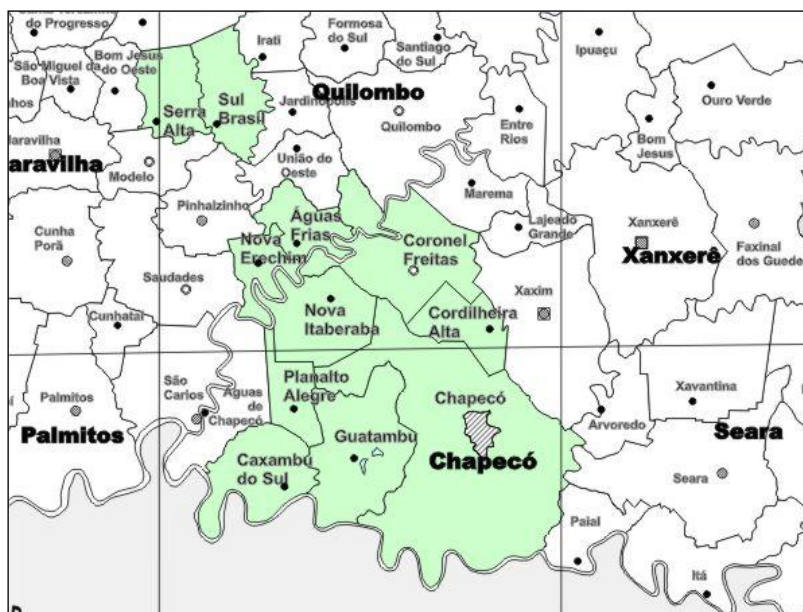 do Progresso
Formosa
do Sul
Irati
Santiago
do Sul
Ipuaçu
São Miguel da
Boa Vista
Bom Jesus
do Oeste
Serra
Alta
Sul
Brasil
Jardinópolis
Quilombo
Quilombo
Entre
Rios
Ouro Verde
Bom
Jesus
Maravilha
aravilha
Modelo
União do
Oeste
Marema
Pinhalzinho
Lajeado
Grande
Xanxerê
Xanxerê
Faxinal
dos Guede
Cunha
Porã
Águas
Frias
Nova
Erechim
Coronel
Freitas
Saudades
Xaxim
Nova
Itaberaba
Cordilheira
Alta
Cunhataí
São
Carlos
Águas
de
Chapecó
Planalto
Alegre
Palmitos
Palmitos
Chapecó
Chapecó
Guatambú
Caxambú
do Sul
Arvoredo
Xavantina
Seara
Seara
Paial
Itá